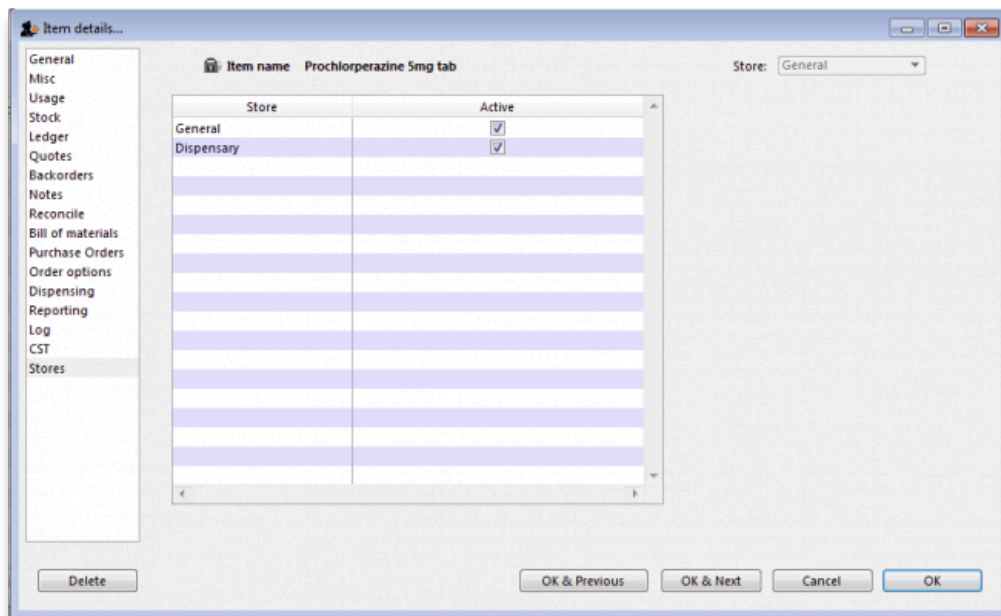 Item details...
General
Misc
Usage
Stock
Ledger
Quotes
Backorders
Notes
Reconcile
Bill of materials
Purchase Orders
Order options
Dispensing
Reporting
Log
CST
Stores
Item name Prochlorperazine 5mg tab
Store: General
Store Active
General
Dispensary
Delete
OK & Previous
OK & Next
Cancel
OK